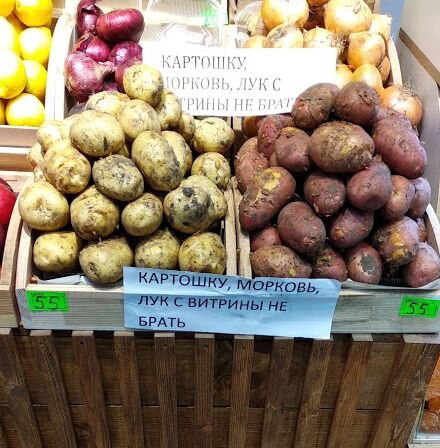 КАРТОШКУ,
МОРКОВЬ, ЛУК С
ВИТРИНЫ НЕ БРАТЬ
КАРТОШКУ, МОРКОВЬ,
ЛУК С ВИТРИНЫ НЕ
БРАТЬ
55
55